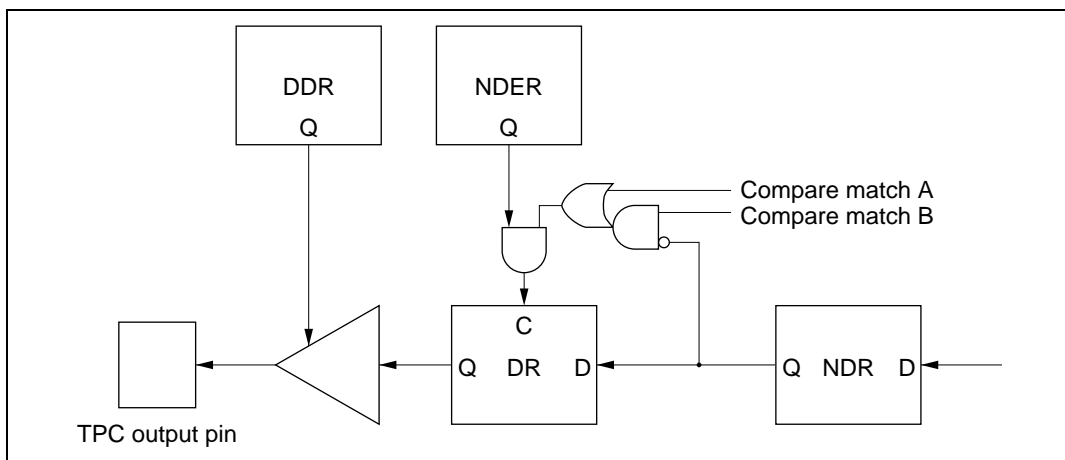 DDR
Q
NDER
Q
Compare match A
Compare match B
C
Q DR D
Q NDR D
TPC output pin